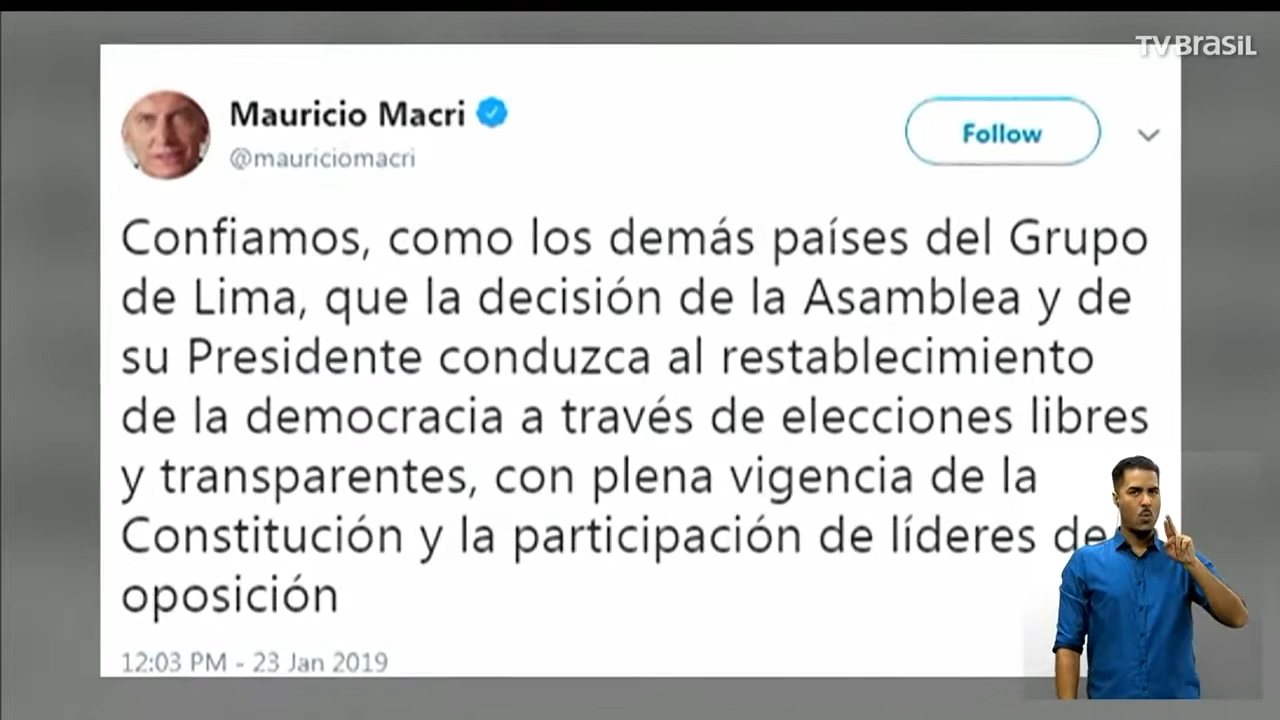 TVBrasil
Mauricio Macri
Follow
@mauriciomacri
Confiamos, como los demás países del Grupo
de Lima, que la decisión de la Asamblea y de
su Presidente conduzca al restablecimiento
de la democracia a través de elecciones libres
y transparentes, con plena vigencia de la
Constitución y la participación de líderes de
oposición
12:03 PM - 23 Jan 2019